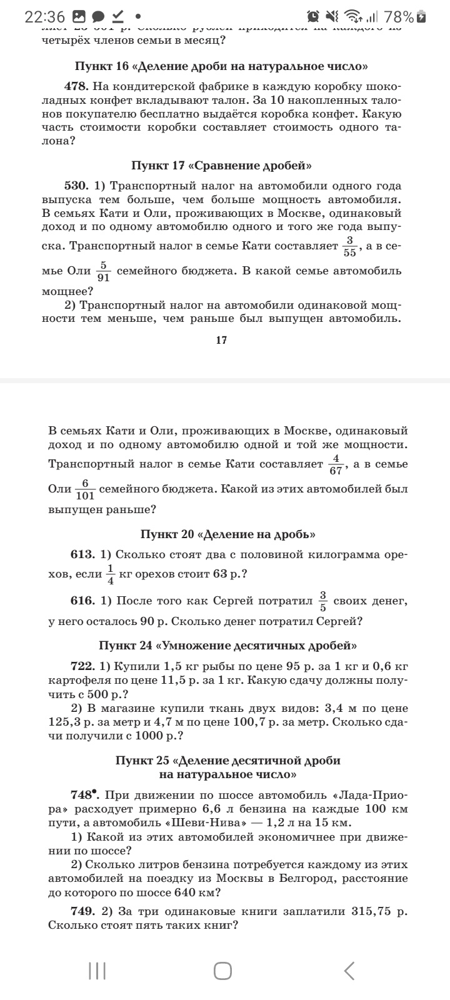 22:36 78%
четырёх членов семьи в месяц?
Пункт 16 «Деление дроби на натуральное число»
478. На кондитерской фабрике в каждую коробку шоко-
ладных конфет вкладывают талон. За 10 накопленных тало-
нов покупателю бесплатно выдаётся коробка конфет. Какую
часть стоимости коробки составляет стоимость одного та-
лона?
Пункт 17 «Сравнение дробей»
530. 1) Транспортный налог на автомобили одного года
выпуска тем больше, чем больше мощность автомобиля.
В семьях Кати и Оли, проживающих в Москве, одинаковый
доход и по одному автомобилю одного и того же года выпу-
ска. Транспортный налог в семье Кати составляет 3/55, а в се-
мье Оли 5/91 семейного бюджета. В какой семье автомобиль
мощнее?
2) Транспортный налог на автомобили одинаковой мощ-
ности тем меньше, чем раньше был выпущен автомобиль.
17
В семьях Кати и Оли, проживающих в Москве, одинаковый
доход и по одному автомобилю одной и той же мощности.
Транспортный налог в семье Кати составляет 4/67, а в семье
Оли 6/101 семейного бюджета. Какой из этих автомобилей был
выпущен раньше?
Пункт 20 «Деление на дробь»
613. 1) Сколько стоят два с половиной килограмма оре-
хов, если 1/4 кг орехов стоит 63 р.?
616. 1) После того как Сергей потратил 3/5 своих денег,
у него осталось 90 р. Сколько денег потратил Сергей?
Пункт 24 «Умножение десятичных дробей»
722. 1) Купили 1,5 кг рыбы по цене 95 р. за 1 кг и 0,6 кг
картофеля по цене 11,5 р. за 1 кг. Какую сдачу должны полу-
чить с 500 р.?
2) В магазине купили ткань двух видов: 3,4 м по цене
125,3 р. за метр и 4,7 м по цене 100,7 р. за метр. Сколько сда-
чи получили с 1000 р.?
Пункт 25 «Деление десятичной дроби
на натуральное число»
748•. При движении по шоссе автомобиль «Лада-Прио-
ра» расходует примерно 6,6 л бензина на каждые 100 км
пути, а автомобиль «Шеви-Нива» — 1,2 л на 15 км.
1) Какой из этих автомобилей экономичнее при движе-
нии по шоссе?
2) Сколько литров бензина потребуется каждому из этих
автомобилей на поездку из Москвы в Белгород, расстояние
до которого по шоссе 640 км?
749. 2) За три одинаковые книги заплатили 315,75 р.
Сколько стоят пять таких книг?